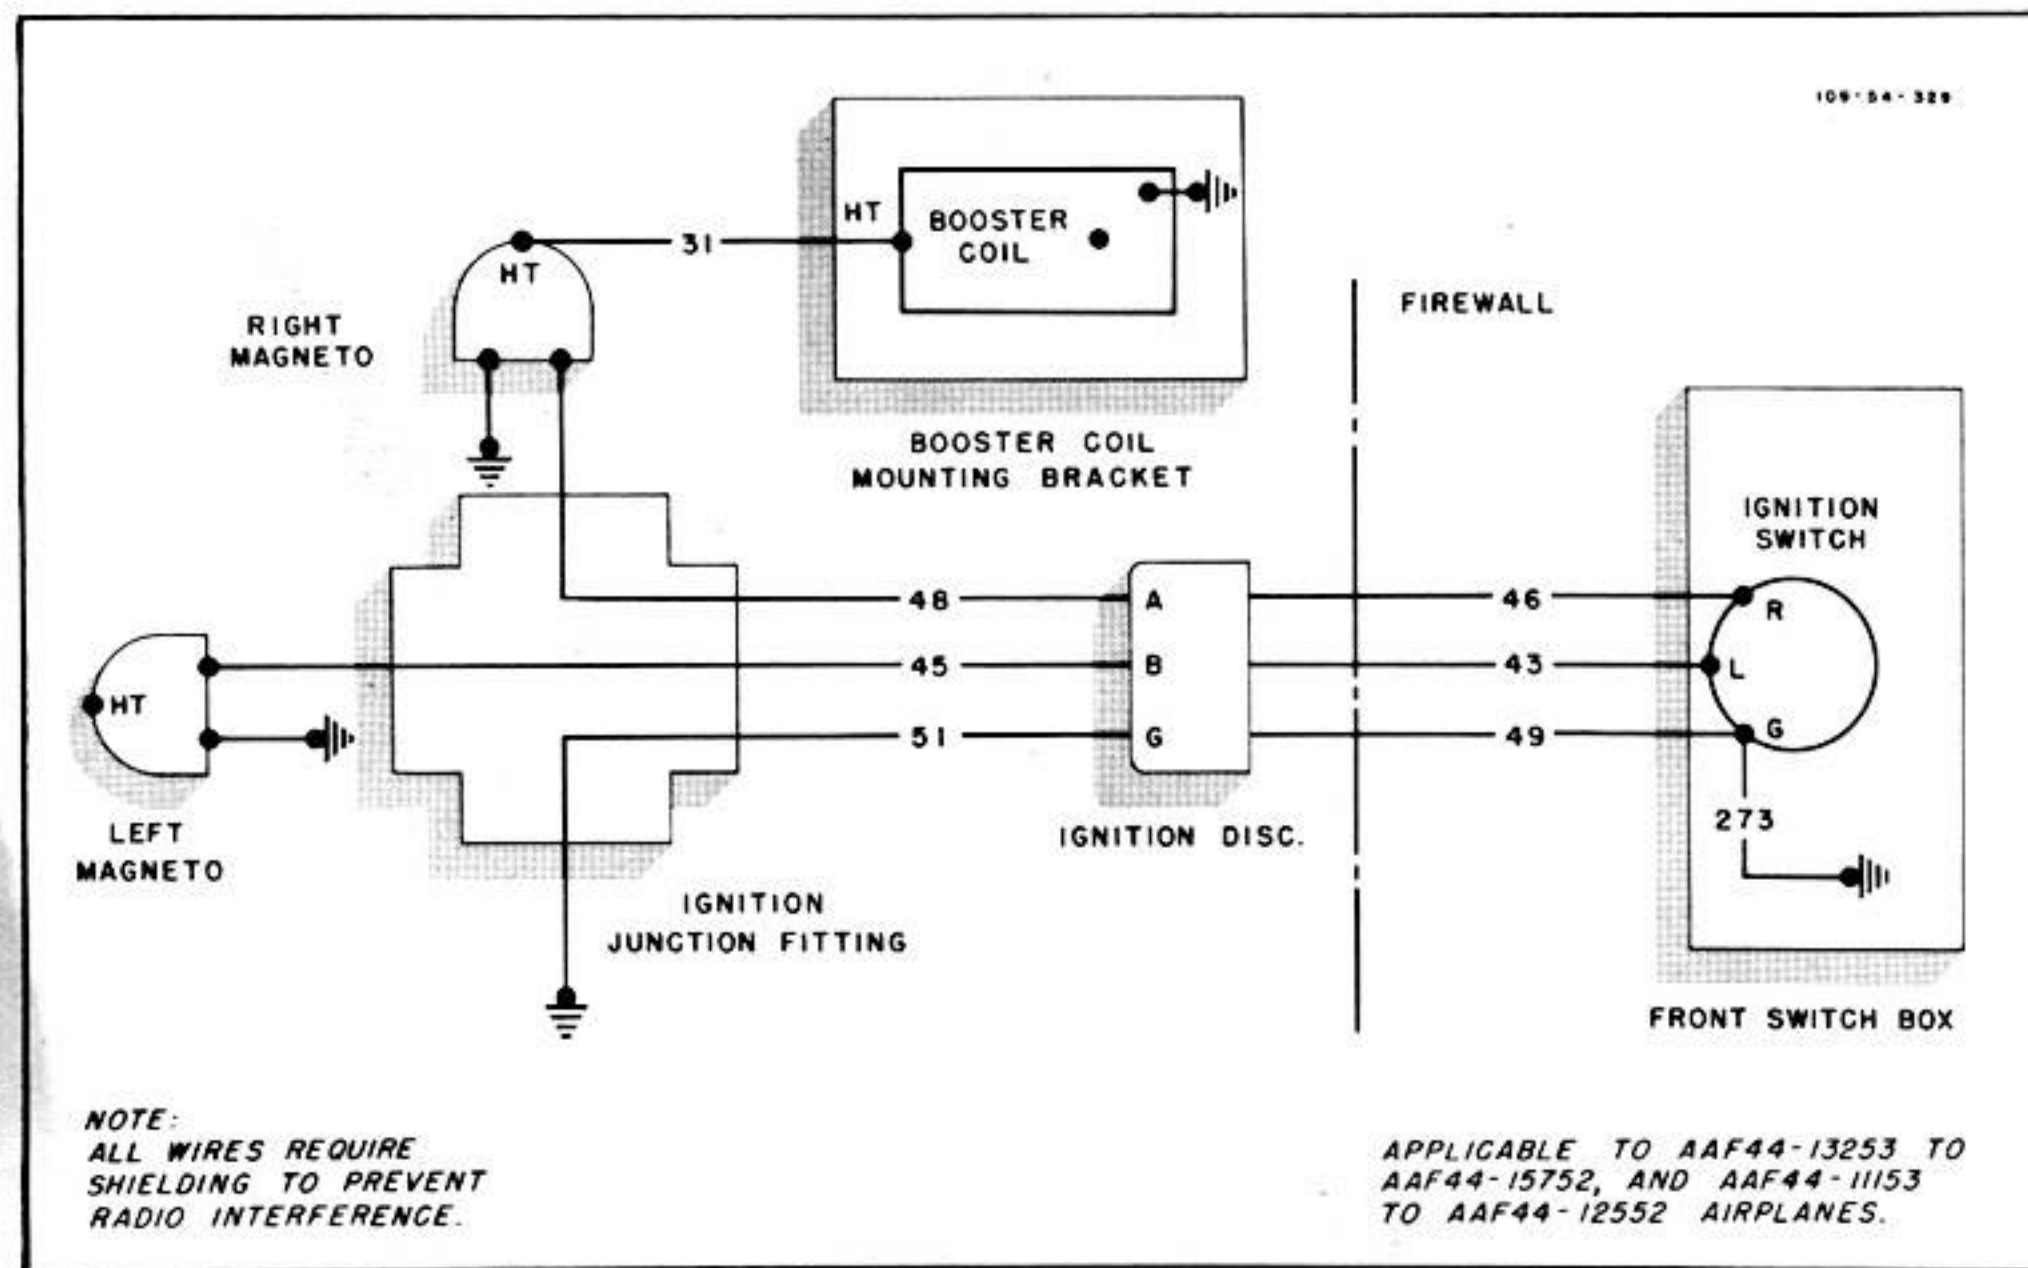 109-54-329
HT
BOOSTER
COIL
31
HT
FIREWALL
RIGHT
MAGNETO
BOOSTER COIL
MOUNTING BRACKET
IGNITION
SWITCH
48
A
46
R
45
B
43
L
HT
51
G
49
G
273
LEFT
MAGNETO
IGNITION DISC.
IGNITION
JUNCTION FITTING
FRONT SWITCH BOX
NOTE:
ALL WIRES REQUIRE
SHIELDING TO PREVENT
RADIO INTERFERENCE.
APPLICABLE TO AAF44-13253 TO
AAF44-15752, AND AAF44-11153
TO AAF44-12552 AIRPLANES.